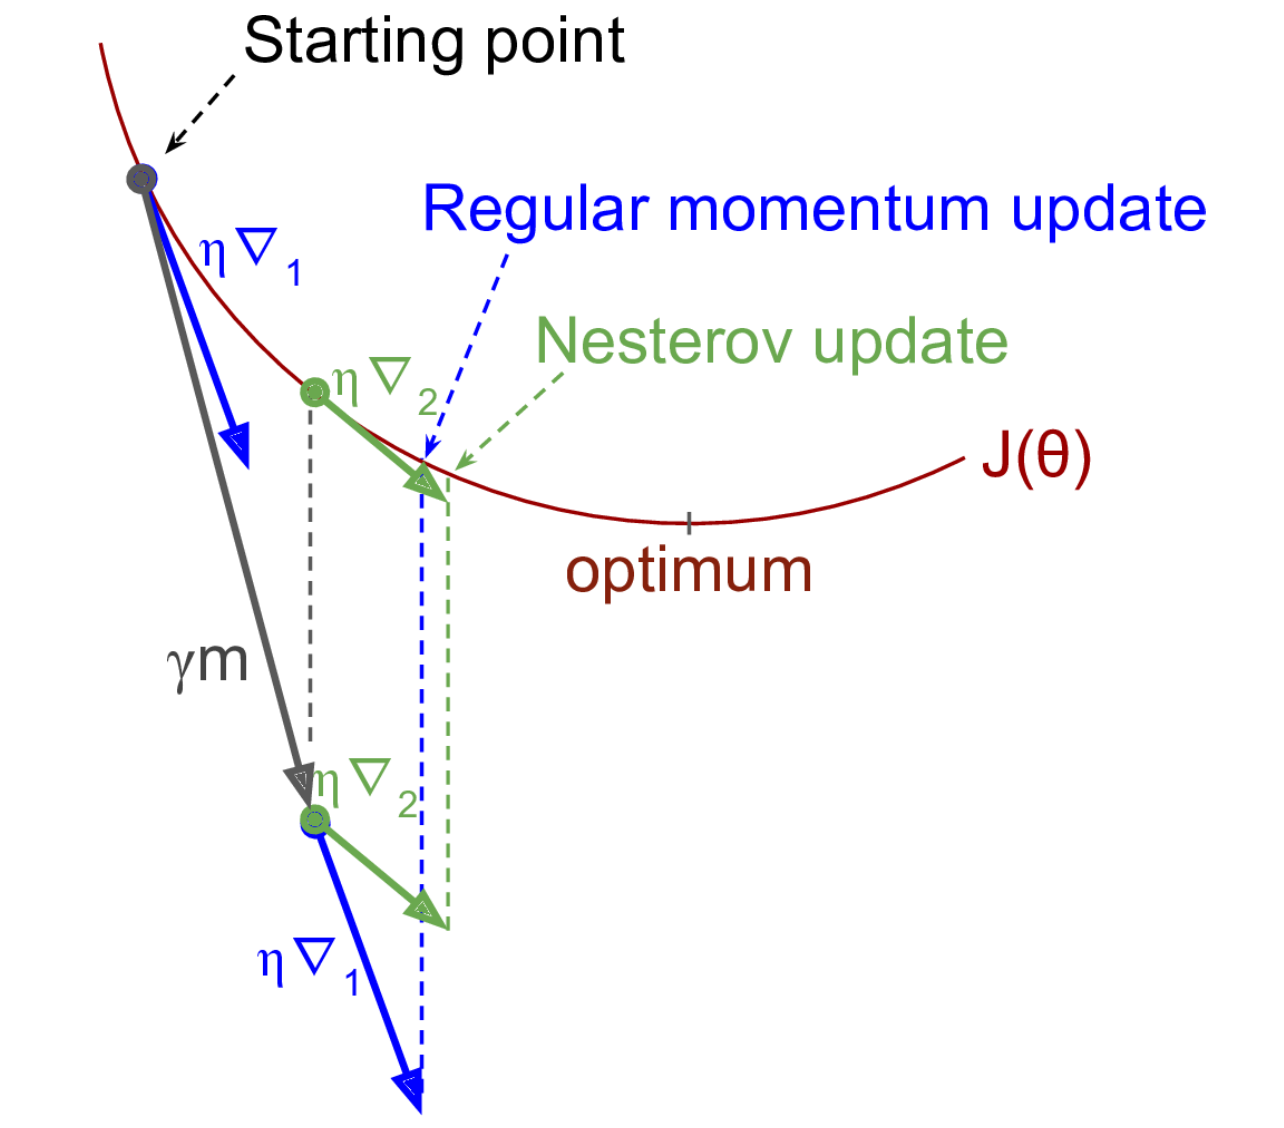 Starting point
Regular momentum update
η∇1
Nesterov update
η∇2
J(θ)
optimum
γm
η∇2
η∇1